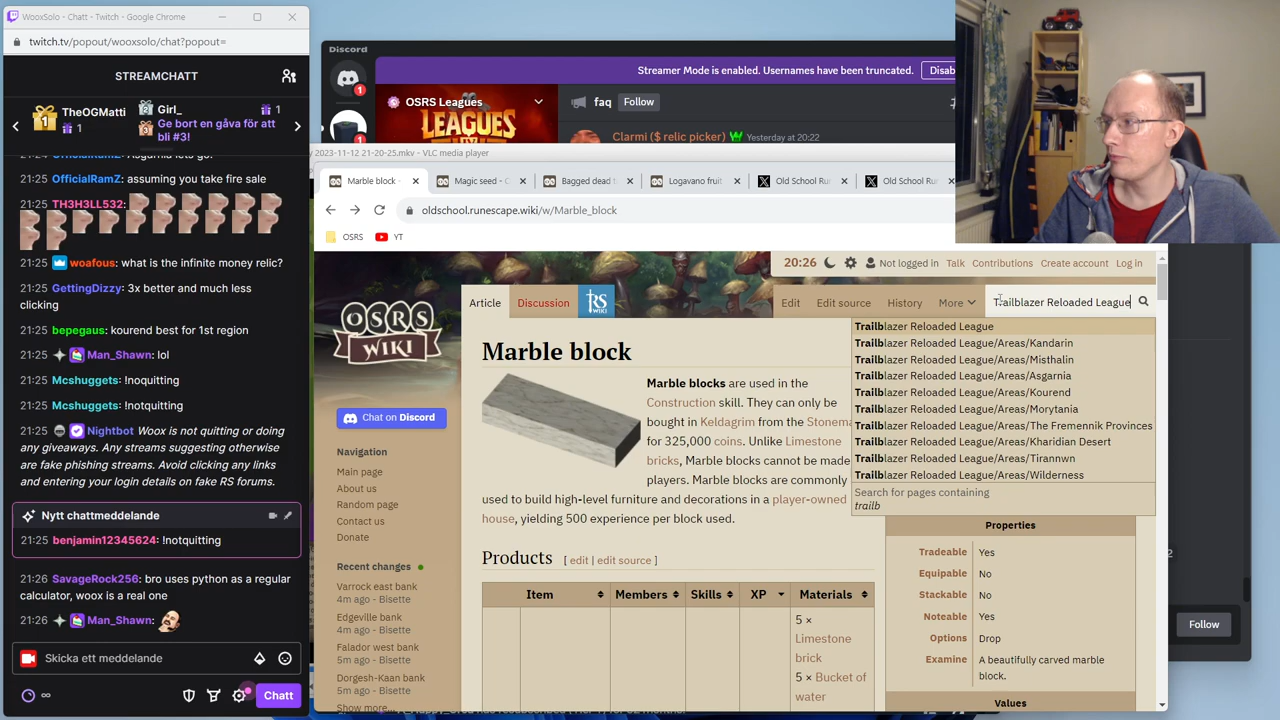 WooxSolo - Chatt - Twitch - Google Chrome
twitch.tv/popout/wooxsolo/chat?popout=
STREAMCHATT
TheOGMatti
1
Girl_
1
Ge bort en gåva för att
bli #3!
21:25 OfficialRamZ: assuming you take fire sale
21:25 TH3H3LL532:
21:25 woafous: what is the infinite money relic?
21:25 GettingDizzy: 3x better and much less
clicking
21:25 bepegaus: kourend best for 1st region
21:25 Man_Shawn: lol
21:25 Mcshuggets: !noquitting
21:25 Mcshuggets: !notquitting
21:25 Nightbot: Woox is not quitting or doing
any giveaways. Any streams suggesting otherwise
are fake phishing streams. Avoid clicking any links
and entering your login details on fake RS forums.
Nytt chattmeddelande
21:25 benjamin12345624: !notquitting
21:26 SavageRock256: bro uses python as a regular
calculator, woox is a real one
21:26 Man_Shawn:
Skicka ett meddelande
Chatt
Discord
Streamer Mode is enabled. Usernames have been truncated.
Disab
OSRS Leagues
LEAGUES
faq
Follow
Clarmi ($ relic picker) Yesterday at 20:22
2023-11-12 21-20-25.mkv - VLC media player
Marble block -
Magic seed - O
Bagged dead t
Logavano fruit
Old School Ru
Old School Ru
oldschool.runescape.wiki/w/Marble_block
OSRS
YT
20:26
Not logged in
Talk
Contributions
Create account
Log in
Article
Discussion
RS
WIKI
Edit
Edit source
History
More
Trailblazer Reloaded League
Trailblazer Reloaded League
Trailblazer Reloaded League/Areas/Kandarin
Trailblazer Reloaded League/Areas/Misthalin
Trailblazer Reloaded League/Areas/Asgarnia
Trailblazer Reloaded League/Areas/Kourend
Trailblazer Reloaded League/Areas/Morytania
Trailblazer Reloaded League/Areas/The Fremennik Provinces
Trailblazer Reloaded League/Areas/Kharidian Desert
Trailblazer Reloaded League/Areas/Tirannwn
Trailblazer Reloaded League/Areas/Wilderness
Search for pages containing
trailb
OSRS
WIKI
Chat on Discord
Navigation
Main page
About us
Random page
Contact us
Donate
Recent changes
Varrock east bank
4m ago - Bisette
Edgeville bank
4m ago - Bisette
Falador west bank
5m ago - Bisette
Dorgesh-Kaan bank
5m ago - Bisette
Show more...
Marble block
Marble blocks are used in the
Construction skill. They can only be
bought in Keldagrim from the Stonema
for 325,000 coins. Unlike Limestone
bricks, Marble blocks cannot be made
players. Marble blocks are commonly
used to build high-level furniture and decorations in a player-owned
house, yielding 500 experience per block used.
Products [ edit | edit source ]
Item
Members
Skills
XP
Materials
5 ×
Limestone
brick
5 × Bucket of
water
Properties
Tradeable Yes
Equipable No
Stackable No
Noteable Yes
Options Drop
Examine A beautifully carved marble
block.
Values
Follow